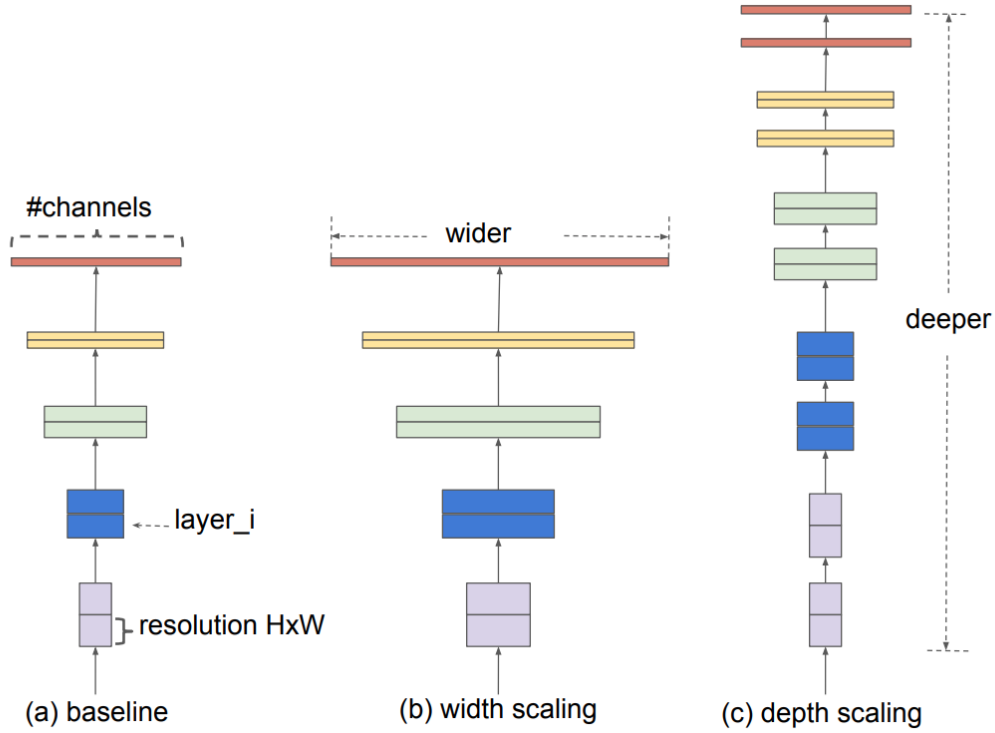 #channels
wider
deeper
layer_i
resolution HxW
(a) baseline
(b) width scaling
(c) depth scaling